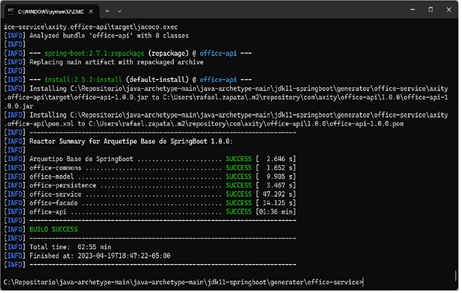 C:\WINDOWS\system32\CMD
ice-service\axity.office-api\target\jacoco.exec
[INFO] Analyzed bundle 'office-api' with 8 classes
[INFO]
[INFO] --- spring-boot:2.7.1:repackage (repackage) @ office-api ---
[INFO] Replacing main artifact with repackaged archive
[INFO]
[INFO] --- install:2.5.2:install (default-install) @ office-api ---
[INFO] Installing C:\Repositorio\java-archetype-main\java-archetype-main\jdk11-springboot\generator\office-service\axity
.office-api\target\office-api-1.0.0.jar to C:\Users\rafael.zapata\.m2\repository\com\axity\office-api\1.0.0\office-api-1
.0.0.jar
[INFO] Installing C:\Repositorio\java-archetype-main\java-archetype-main\jdk11-springboot\generator\office-service\axity
.office-api\pom.xml to C:\Users\rafael.zapata\.m2\repository\com\axity\office-api\1.0.0\office-api-1.0.0.pom
[INFO] ------------------------------------------------------------------------
[INFO] Reactor Summary for Arquetipo Base de SpringBoot 1.0.0:
[INFO]
[INFO] Arquetipo Base de SpringBoot ....................... SUCCESS [  2.646 s]
[INFO] office-commons ..................................... SUCCESS [  1.652 s]
[INFO] office-model ....................................... SUCCESS [  9.905 s]
[INFO] office-persistence ................................. SUCCESS [  3.467 s]
[INFO] office-service ..................................... SUCCESS [ 47.292 s]
[INFO] office-facade ...................................... SUCCESS [ 14.125 s]
[INFO] office-api ......................................... SUCCESS [01:36 min]
[INFO] ------------------------------------------------------------------------
[INFO] BUILD SUCCESS
[INFO] ------------------------------------------------------------------------
[INFO] Total time:  02:55 min
[INFO] Finished at: 2023-04-19T18:47:22-05:00
[INFO] ------------------------------------------------------------------------
C:\Repositorio\java-archetype-main\java-archetype-main\jdk11-springboot\generator\office-service>